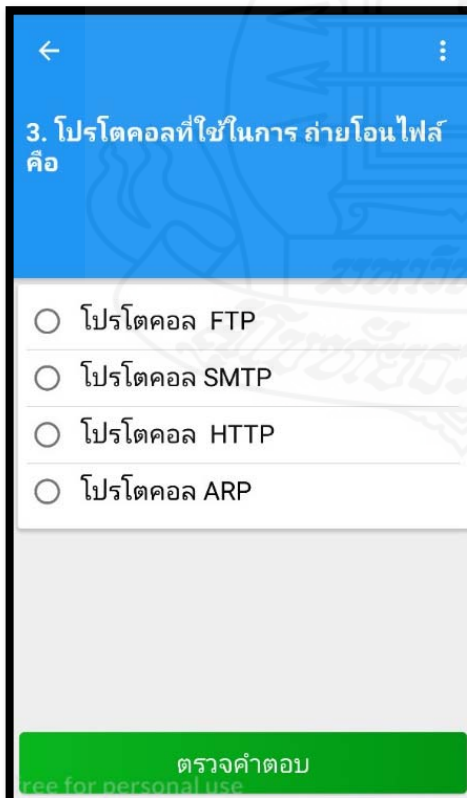 3. โปรโตคอลที่ใช้ในการ ถ่ายโอนไฟล์
คือ
โปรโตคอล FTP
โปรโตคอล SMTP
โปรโตคอล HTTP
โปรโตคอล ARP
ตรวจคำตอบ
ree for personal use